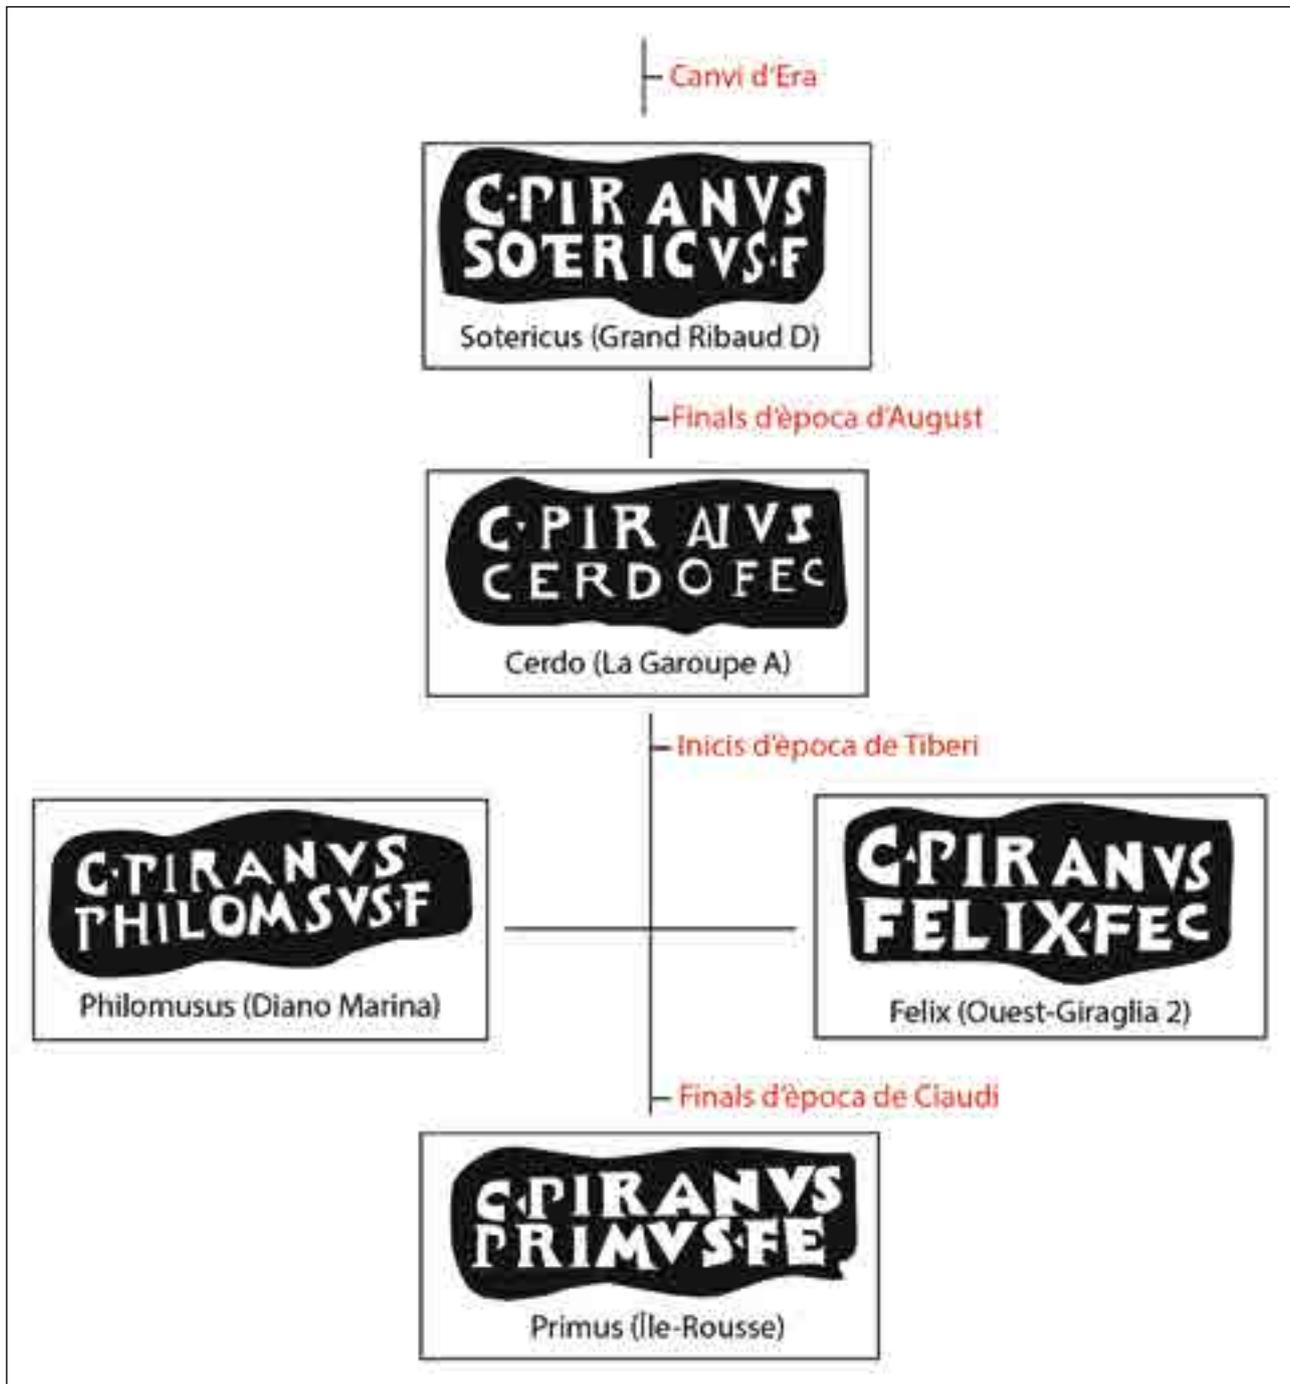 Canvi d'Era
C·PIRANVS
SOTERICVS·F
Sotericus (Grand Ribaud D)
Finals d'època d'August
C·PIR AIVS
CERDO FEC
Cerdo (La Garoupe A)
Inicis d'època de Tiberi
C·PIRANVS
PHILOMSVS·F
Philomusus (Diano Marina)
C·PIRANVS
FELIX·FEC
Felix (Ouest-Giraglia 2)
Finals d'època de Claudi
C·PIRANVS
PRIMVS·FE
Primus (Île-Rousse)